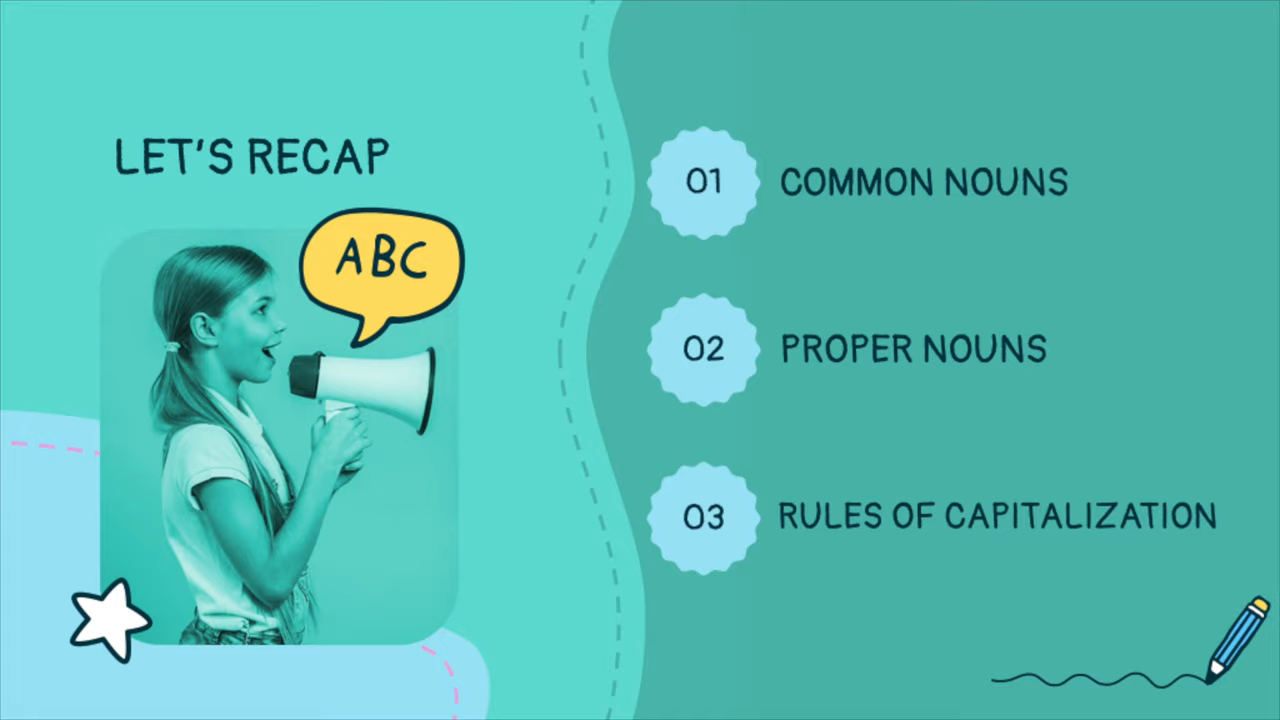 LET'S RECAP
ABC
01 COMMON NOUNS
02 PROPER NOUNS
03 RULES OF CAPITALIZATION